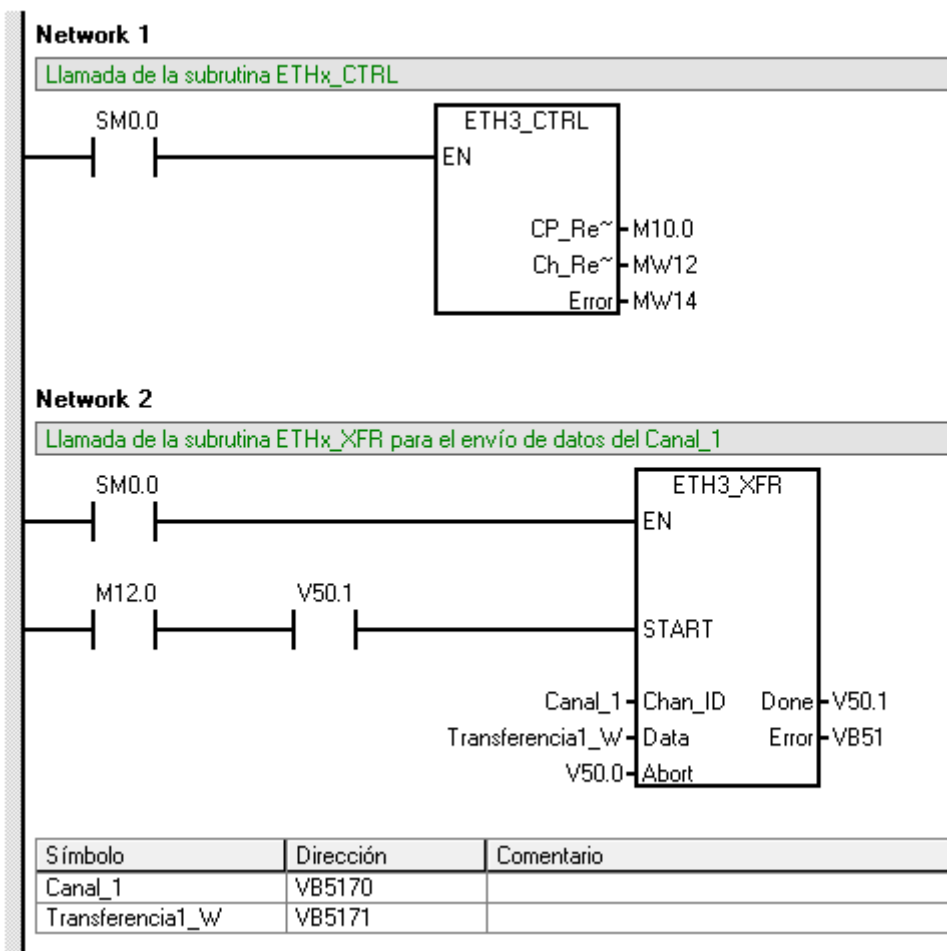 Network 1
Llamada de la subrutina ETHx_CTRL
SM0.0
ETH3_CTRL
EN
CP_Re~ M10.0
Ch_Re~ MW12
Error MW14
Network 2
Llamada de la subrutina ETHx_XFR para el envío de datos del Canal_1
SM0.0
ETH3_XFR
EN
M12.0 V50.1
START
Canal_1 Chan_ID Done V50.1
Transferencia1_W Data Error VB51
V50.0 Abort
Símbolo Dirección Comentario
Canal_1 VB5170
Transferencia1_W VB5171